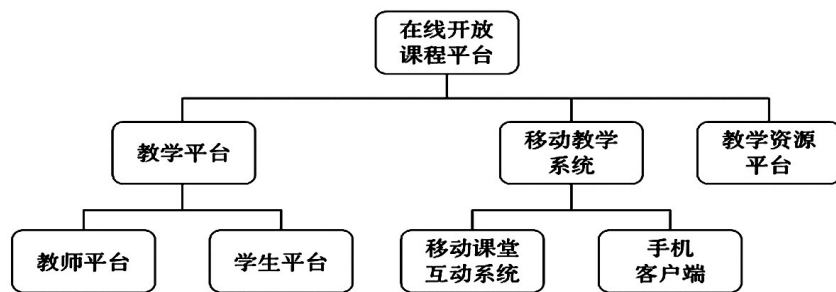 在线开放
课程平台
教学平台
移动教学
系统
教学资源
平台
教师平台
学生平台
移动课堂
互动系统
手机
客户端